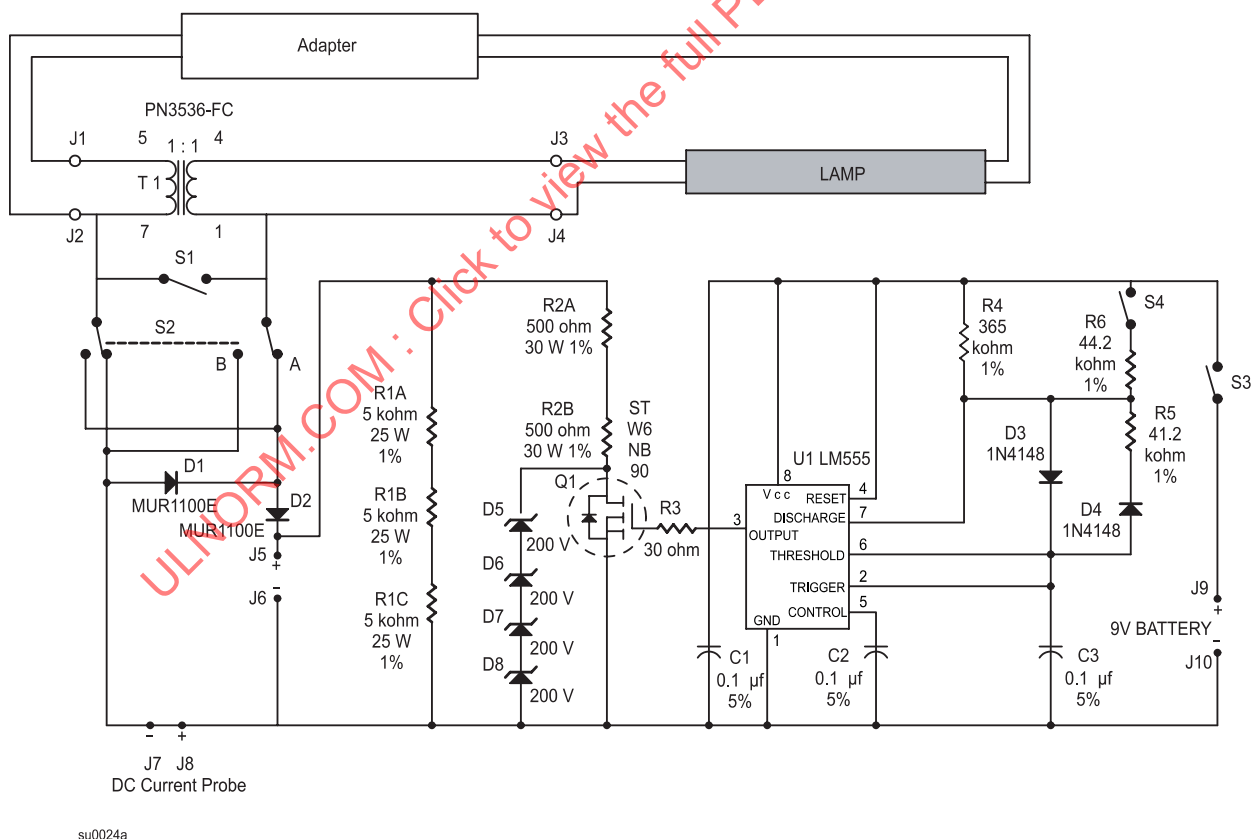 Adapter
PN3536-FC
J1
5
1 : 1
4
J3
T 1
LAMP
J2
7
1
J4
S1
S2
B
A
R2A
500 ohm
30 W 1%
R4
365
kohm
1%
S4
R6
44.2
kohm
1%
S3
R1A
5 kohm
25 W
1%
R2B
500 ohm
30 W 1%
ST
W6
NB
90
D3
1N4148
R5
41.2
kohm
1%
D1
MUR1100E
D2
MUR1100E
Q1
U1 LM555
8
Vcc
RESET
4
DISCHARGE
7
3
OUTPUT
THRESHOLD
6
TRIGGER
2
CONTROL
5
GND
1
R1B
5 kohm
25 W
1%
D5
200 V
R3
30 ohm
D4
1N4148
J5
+
-
J6
D6
200 V
R1C
5 kohm
25 W
1%
D7
200 V
D8
200 V
J9
+
9V BATTERY
-
J10
C1
0.1 µf
5%
C2
0.1 µf
5%
C3
0.1 µf
5%
- +
J7 J8
DC Current Probe
su0024a
ULNORM.COM : Click to view the full